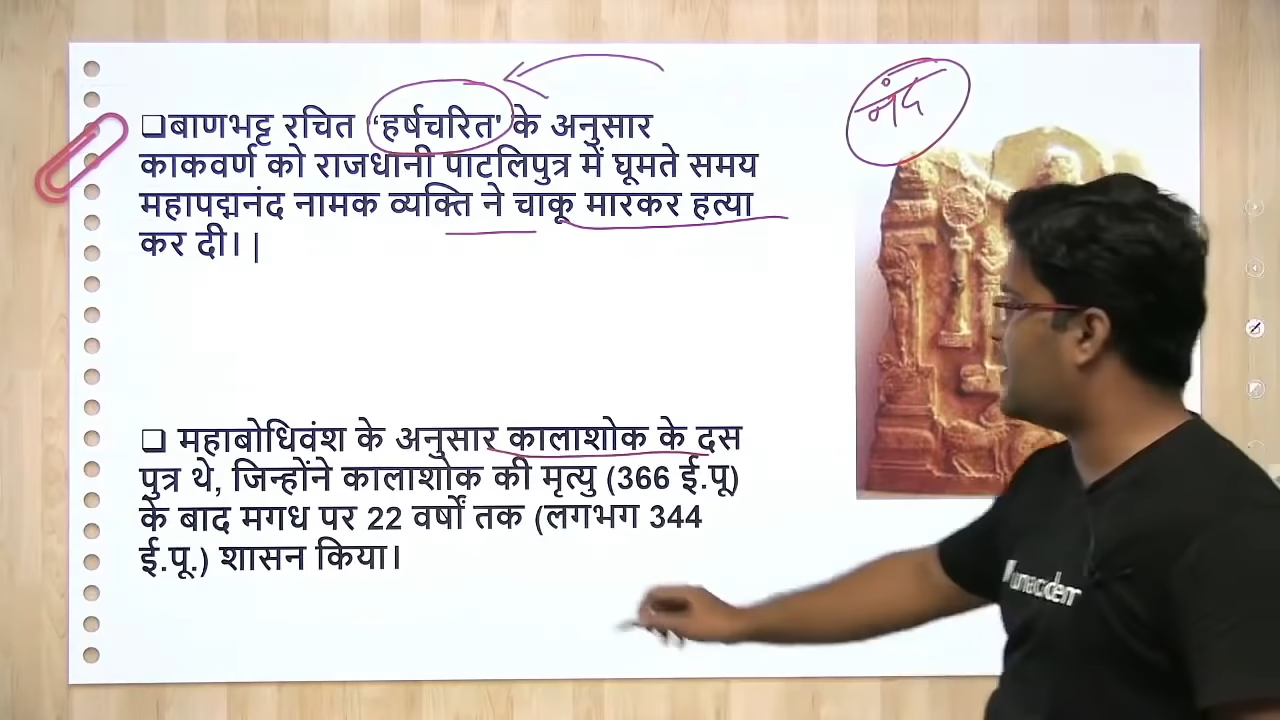 ❑बाणभट्ट रचित “हर्षचरित' के अनुसार
काकवर्ण को राजधानी पाटलिपुत्र में घूमते समय
महापद्मनंद नामक व्यक्ति ने चाकू मारकर हत्या
कर दी। |
नंद
❑ महाबोधिवंश के अनुसार कालाशोक के दस
पुत्र थे, जिन्होंने कालाशोक की मृत्यु (366 ई.पू)
के बाद मगध पर 22 वर्षों तक (लगभग 344
ई.पू.) शासन किया।